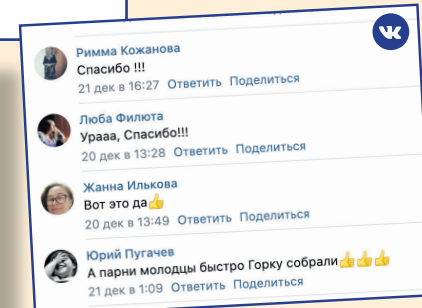 Римма Кожанова
Спасибо !!!
21 дек в 16:27 Ответить Поделиться
Люба Филюта
Урааа, Спасибо!!!
20 дек в 13:28 Ответить Поделиться
Жанна Илькова
Вот это да👍
20 дек в 13:49 Ответить Поделиться
Юрий Пугачев
А парни молодцы быстро Горку собрали👍👍👍
21 дек в 1:09 Ответить Поделиться